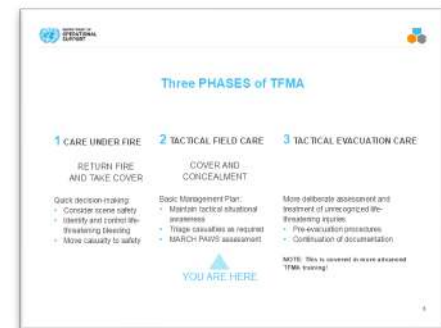 DEPARTMENT OF
OPERATIONAL
SUPPORT
Three PHASES of TFMA
1 CARE UNDER FIRE
RETURN FIRE
AND TAKE COVER
Quick decision-making:
• Consider scene safety
• Identify and control life-
threatening bleeding
• Move casualty to safety
2 TACTICAL FIELD CARE
COVER AND
CONCEALMENT
Basic Management Plan:
• Maintain tactical situational
awareness
• Triage casualties as required
• MARCH PAWS assessment
YOU ARE HERE
3 TACTICAL EVACUATION CARE
More deliberate assessment and
treatment of unrecognized life-
threatening injuries:
• Pre-evacuation procedures
• Continuation of documentation
NOTE: This is covered in more advanced
TFMA training!